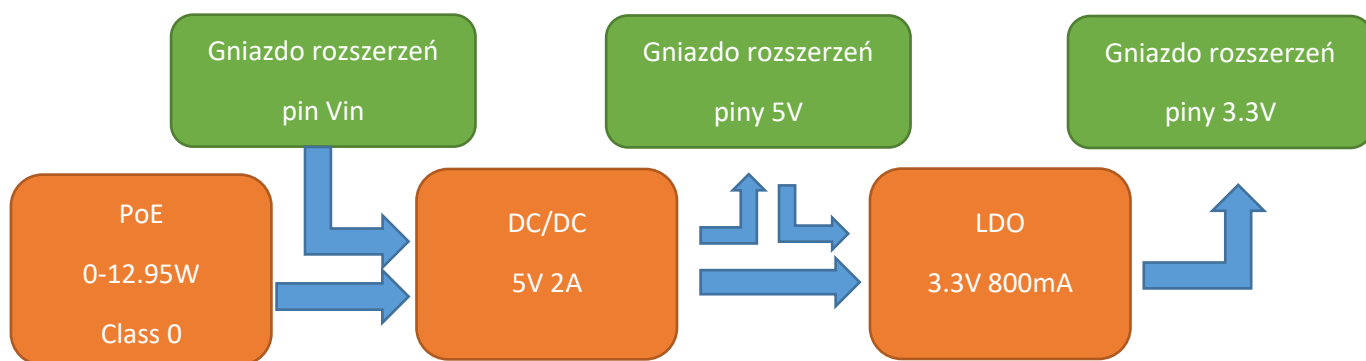 Gniazdo rozszerzeń
pin Vin
Gniazdo rozszerzeń
piny 5V
Gniazdo rozszerzeń
piny 3.3V
PoE
0-12.95W
Class 0
DC/DC
5V 2A
LDO
3.3V 800mA